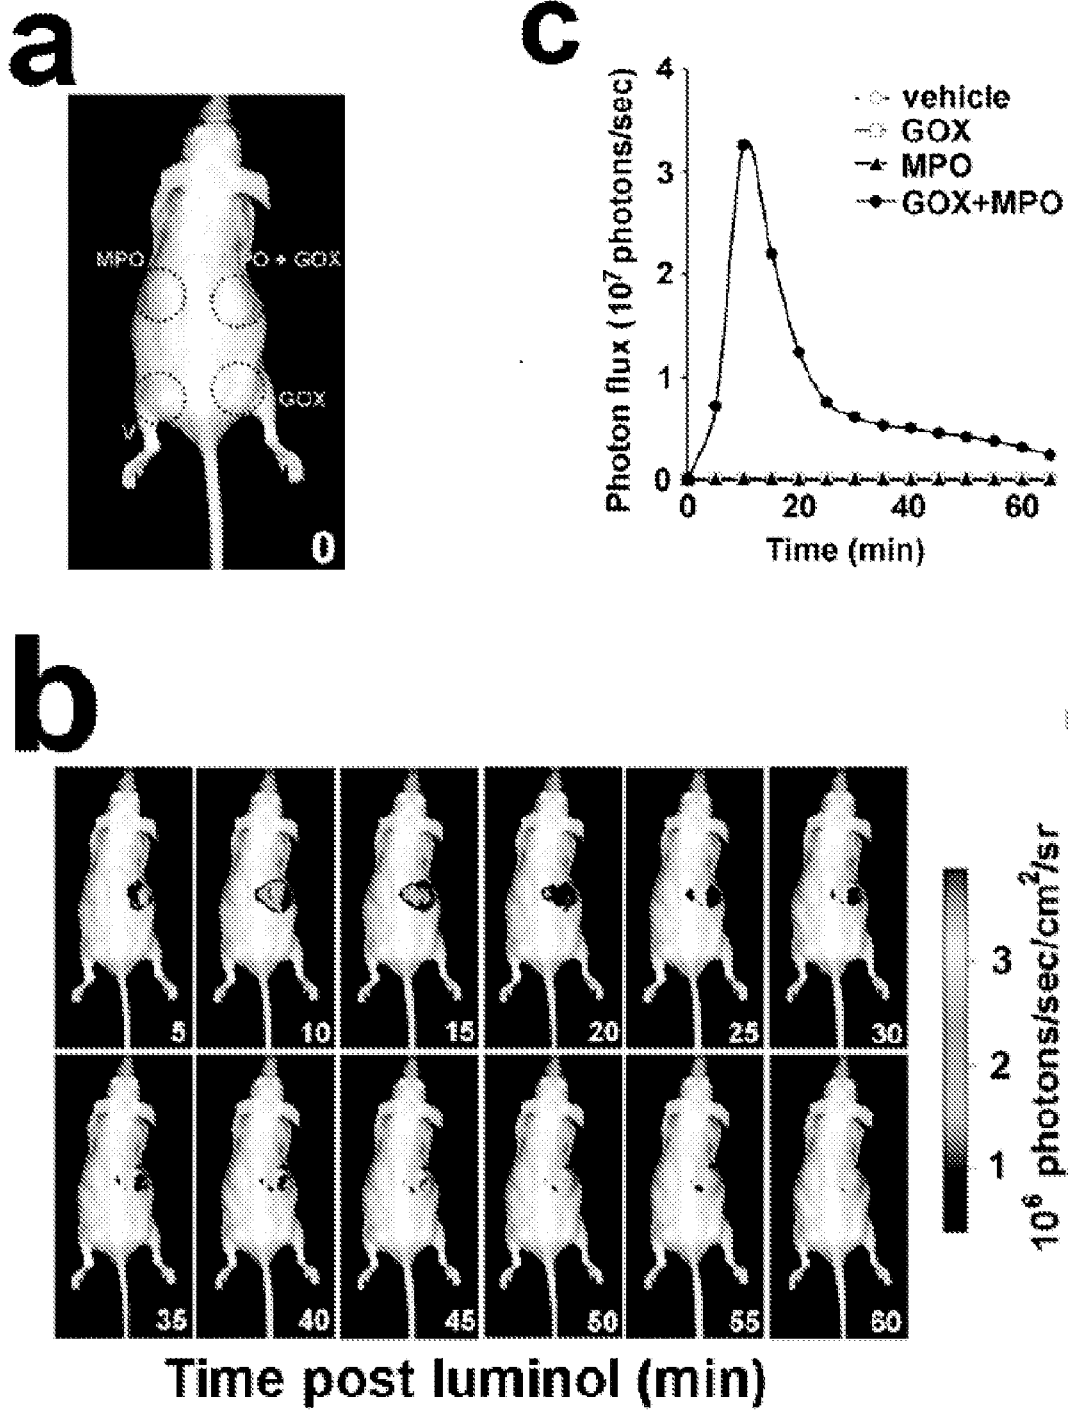 a
MPO
O + GOX
GOX
V
0
c
4
3
2
1
0
Photon flux (10⁷ photons/sec)
vehicle
GOX
MPO
GOX+MPO
0 20 40 60
Time (min)
b
5 10 15 20 25 30
35 40 45 50 55 60
Time post luminol (min)
3
2
1
10⁶ photons/sec/cm²/sr